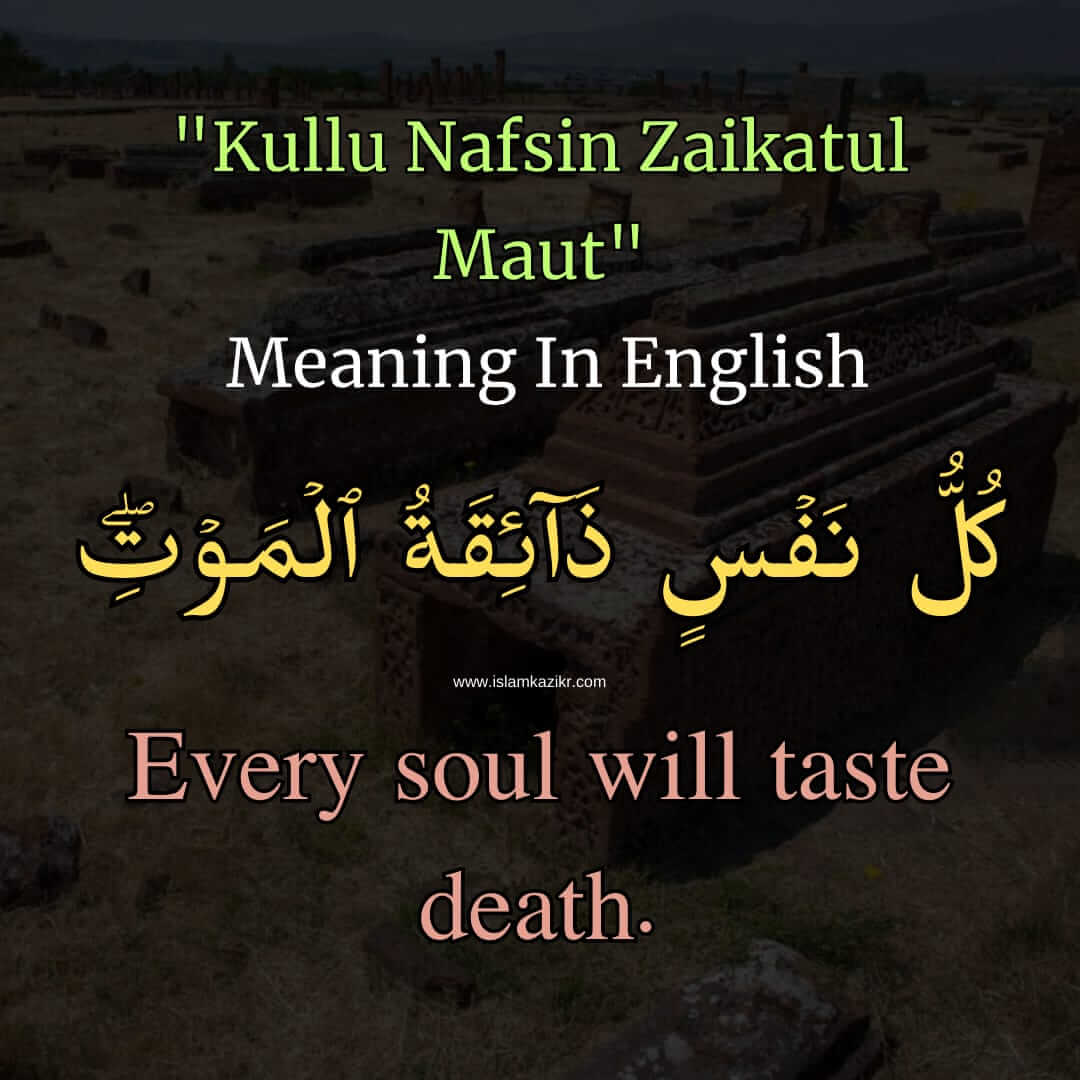 "Kullu Nafsin Zaikatul
Maut"
Meaning In English
كُلُّ نَفْسٍ ذَآئِقَةُ ٱلْمَوْتِۖ
www.islamkazikr.com
Every soul will taste
death.